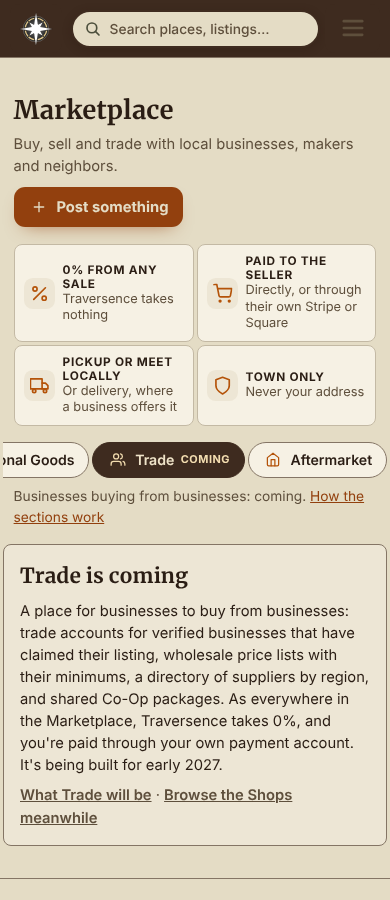 Search places, listings...
Marketplace
Buy, sell and trade with local businesses, makers
and neighbors.
Post something
0% FROM ANY
SALE
Traversence takes
nothing
PAID TO THE
SELLER
Directly, or through
their own Stripe or
Square
PICKUP OR MEET
LOCALLY
Or delivery, where
a business offers it
TOWN ONLY
Never your address
onal Goods
Trade COMING
Aftermarket
Businesses buying from businesses: coming. How the
sections work
Trade is coming
A place for businesses to buy from businesses:
trade accounts for verified businesses that have
claimed their listing, wholesale price lists with
their minimums, a directory of suppliers by region,
and shared Co-Op packages. As everywhere in
the Marketplace, Traversence takes 0%, and
you're paid through your own payment account.
It's being built for early 2027.
What Trade will be · Browse the Shops
meanwhile